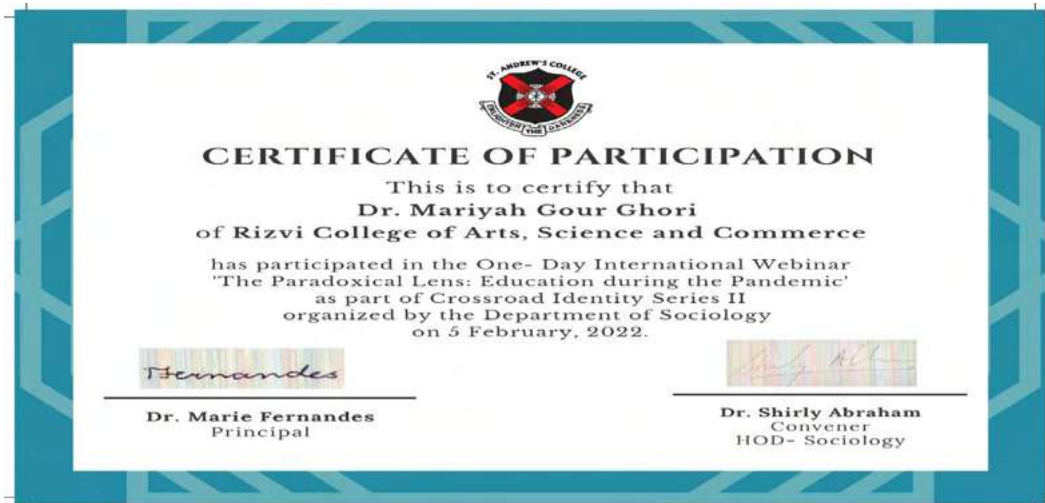 ST. ANDREW'S COLLEGE
ENLIGHTEN THE DARKNESS
CERTIFICATE OF PARTICIPATION
This is to certify that
Dr. Mariyah Gour Ghori
of Rizvi College of Arts, Science and Commerce
has participated in the One- Day International Webinar
'The Paradoxical Lens: Education during the Pandemic'
as part of Crossroad Identity Series II
organized by the Department of Sociology
on 5 February, 2022.
Fernandes
Dr. Marie Fernandes
Principal
Dr. Shirly Abraham
Convener
HOD- Sociology